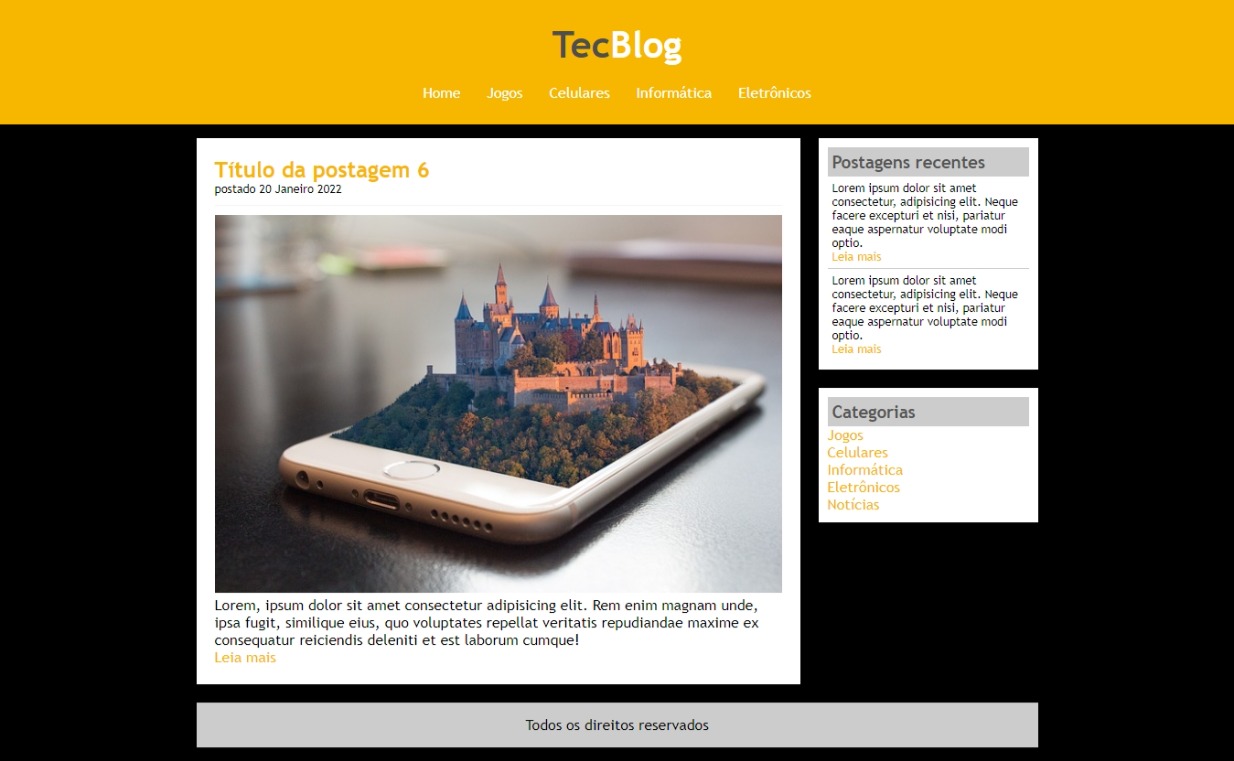 TecBlog
Home Jogos Celulares Informática Eletrônicos
Título da postagem 6
postado 20 Janeiro 2022
Lorem, ipsum dolor sit amet consectetur adipisicing elit. Rem enim magnam unde,
ipsa fugit, similique eius, quo voluptates repellat veritatis repudiandae maxime ex
consequatur reiciendis deleniti et est laborum cumque!
Leia mais
Postagens recentes
Lorem ipsum dolor sit amet
consectetur, adipisicing elit. Neque
facere excepturi et nisi, pariatur
eaque aspernatur voluptate modi
optio.
Leia mais
Lorem ipsum dolor sit amet
consectetur, adipisicing elit. Neque
facere excepturi et nisi, pariatur
eaque aspernatur voluptate modi
optio.
Leia mais
Categorias
Jogos
Celulares
Informática
Eletrônicos
Notícias
Todos os direitos reservados